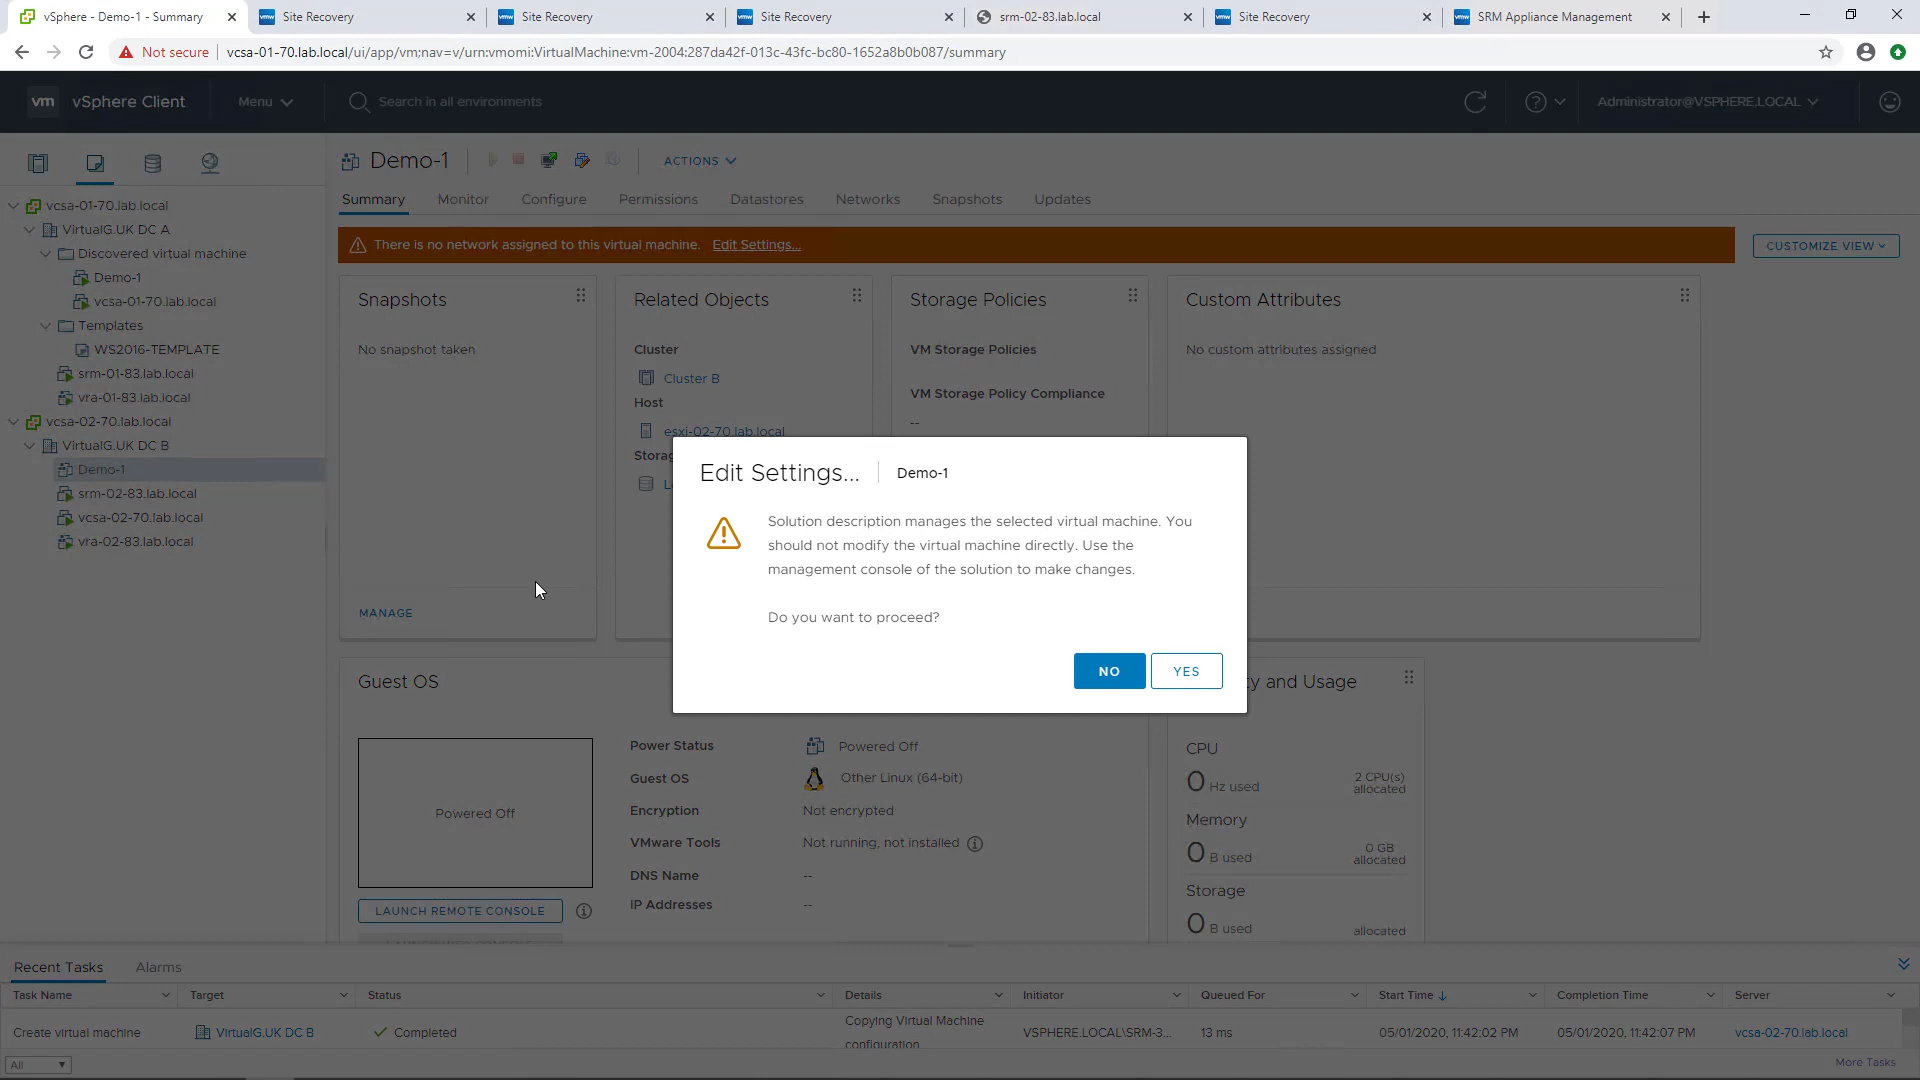 vSphere - Demo-1 - Summary
Site Recovery
Site Recovery
Site Recovery
srm-02-83.lab.local
Site Recovery
SRM Appliance Management
Not secure
vcsa-01-70.lab.local/ui/app/vm;nav=v/urn:vmomi:VirtualMachine:vm-2004:287da42f-013c-43fc-bc80-1652a8b0b087/summary
vm
vSphere Client
Menu
Search in all environments
Administrator@VSPHERE.LOCAL
Demo-1
ACTIONS
Summary
Monitor
Configure
Permissions
Datastores
Networks
Snapshots
Updates
vcsa-01-70.lab.local
VirtualG.UK DC A
Discovered virtual machine
Demo-1
vcsa-01-70.lab.local
Templates
WS2016-TEMPLATE
srm-01-83.lab.local
vra-01-83.lab.local
vcsa-02-70.lab.local
VirtualG.UK DC B
Demo-1
srm-02-83.lab.local
vcsa-02-70.lab.local
vra-02-83.lab.local
There is no network assigned to this virtual machine. Edit Settings...
CUSTOMIZE VIEW
Snapshots
No snapshot taken
MANAGE
Related Objects
Cluster
Cluster B
Host
esxi-02-70.lab.local
Storag
L
Storage Policies
VM Storage Policies
VM Storage Policy Compliance
--
Custom Attributes
No custom attributes assigned
Edit Settings...
Demo-1
Solution description manages the selected virtual machine. You
should not modify the virtual machine directly. Use the
management console of the solution to make changes.
Do you want to proceed?
NO
YES
Guest OS
Powered Off
LAUNCH REMOTE CONSOLE
Power Status
Powered Off
Guest OS
Other Linux (64-bit)
Encryption
Not encrypted
VMware Tools
Not running, not installed
DNS Name
--
IP Addresses
--
y and Usage
CPU
0 Hz used
2 CPU(s)
allocated
Memory
0 B used
0 GB
allocated
Storage
0 B used
allocated
Recent Tasks
Alarms
Task Name
Target
Status
Details
Initiator
Queued For
Start Time
Completion Time
Server
Create virtual machine
VirtualG.UK DC B
Completed
Copying Virtual Machine
configuration
VSPHERE.LOCAL\SRM-3...
13 ms
05/01/2020, 11:42:02 PM
05/01/2020, 11:42:07 PM
vcsa-02-70.lab.local
All
More Tasks